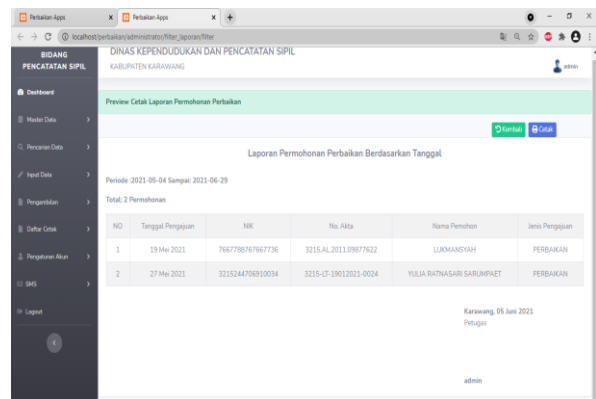 Perbaikan Apps
Perbaikan Apps
localhost/perbaikan/administrator/filter_laporan/filter
BIDANG
PENCATATAN SIPIL
DINAS KEPENDUDUKAN DAN PENCATATAN SIPIL
KABUPATEN KARAWANG
admin
Dashboard
Master Data
Pencarian Data
Input Data
Pengambilan
Daftar Cetak
Pengaturan Akun
SMS
Logout
Preview Cetak Laporan Permohonan Perbaikan
Kembali Cetak
Laporan Permohonan Perbaikan Berdasarkan Tanggal
Periode :2021-05-04 Sampai: 2021-06-29
Total: 2 Permohonan
NO Tanggal Pengajuan NIK No. Akta Nama Pemohon Jenis Pengajuan
1 19 Mei 2021 7667788767667736 3215.AL.2011.09877622 LUKMANSYAH PERBAIKAN
2 27 Mei 2021 3215244706910034 3215-LT-19012021-0024 YULIA RATNASARI SARUMPAET PERBAIKAN
Karawang, 05 Juni 2021
Petugas
admin